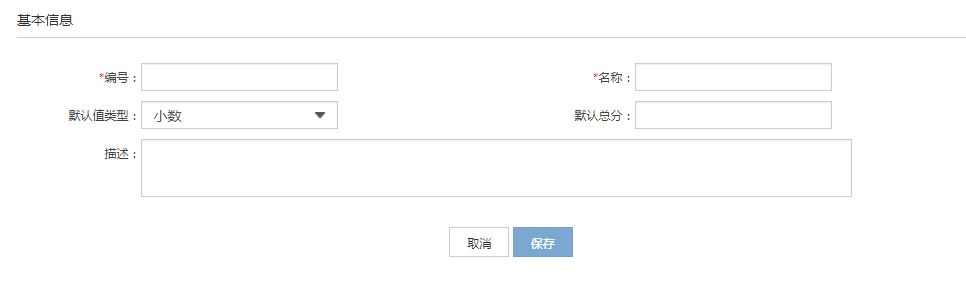 基本信息
*编号：
*名称：
默认值类型：小数
默认总分：
描述：
取消 保存